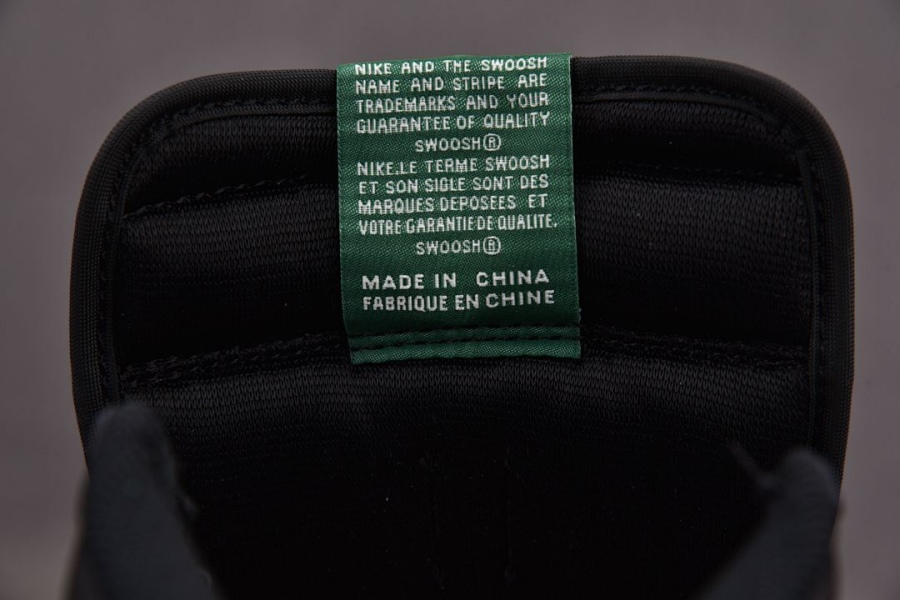 NIKE AND THE SWOOSH
NAME AND STRIPE ARE
TRADEMARKS AND YOUR
GUARANTEE OF QUALITY
SWOOSH®
NIKE.LE TERME SWOOSH
ET SON SIGLE SONT DES
MARQUES DEPOSEES ET
VOTRE GARANTIE DE QUALITE.
SWOOSH®
MADE IN CHINA
FABRIQUE EN CHINE